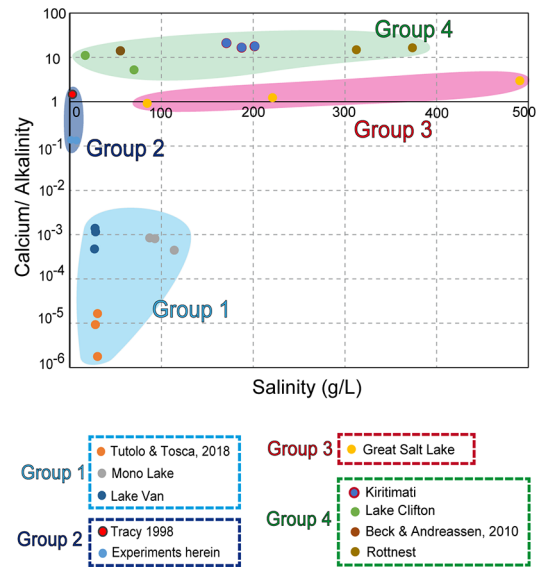 100
Group 4
10
1
0
100
200
300
400
500
Group 3
10-1
Group 2
10-2
10-3
10-4
Group 1
10-5
10-6
Calcium/ Alkalinity
Salinity (g/L)
Group 1
Tutolo & Tosca, 2018
Mono Lake
Lake Van
Group 2
Tracy 1998
Experiments herein
Group 3
Great Salt Lake
Group 4
Kiritimati
Lake Clifton
Beck & Andreassen, 2010
Rottnest